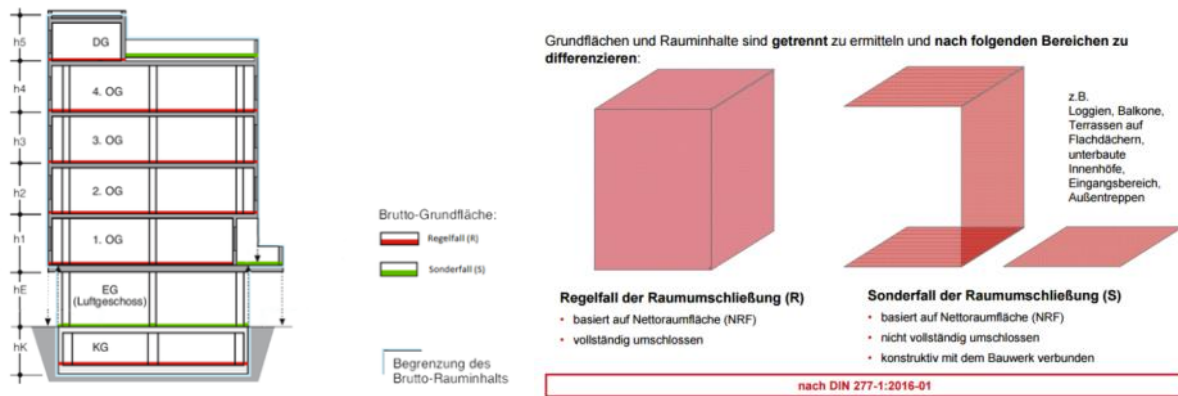 h5
DG
h4
4. OG
h3
3. OG
h2
2. OG
h1
1. OG
hE
EG
(Luftgeschoss)
hK
KG
Brutto-Grundfläche:
Regelfall (R)
Sonderfall (S)
Begrenzung des
Brutto-Rauminhalts
Grundflächen und Rauminhalte sind getrennt zu ermitteln und nach folgenden Bereichen zu
differenzieren:
z.B.
Loggien, Balkone,
Terrassen auf
Flachdächern,
unterbaute
Innenhöfe,
Eingangsbereich,
Außentreppen
Regelfall der Raumumschließung (R)
• basiert auf Nettoraumfläche (NRF)
• vollständig umschlossen
Sonderfall der Raumumschließung (S)
• basiert auf Nettoraumfläche (NRF)
• nicht vollständig umschlossen
• konstruktiv mit dem Bauwerk verbunden
nach DIN 277-1:2016-01